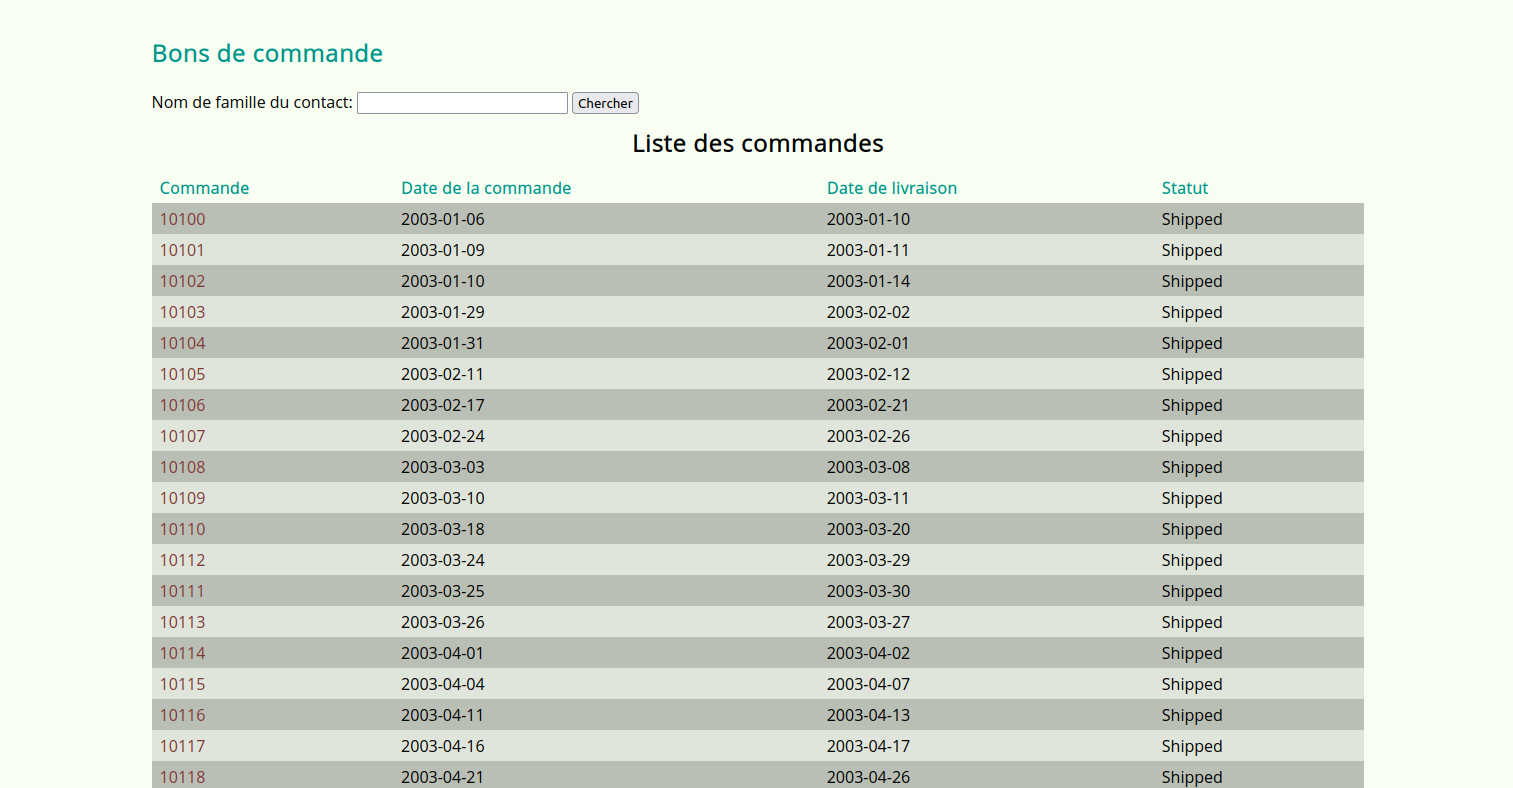 Bons de commande
Nom de famille du contact: Chercher
Liste des commandes
Commande Date de la commande Date de livraison Statut
10100 2003-01-06 2003-01-10 Shipped
10101 2003-01-09 2003-01-11 Shipped
10102 2003-01-10 2003-01-14 Shipped
10103 2003-01-29 2003-02-02 Shipped
10104 2003-01-31 2003-02-01 Shipped
10105 2003-02-11 2003-02-12 Shipped
10106 2003-02-17 2003-02-21 Shipped
10107 2003-02-24 2003-02-26 Shipped
10108 2003-03-03 2003-03-08 Shipped
10109 2003-03-10 2003-03-11 Shipped
10110 2003-03-18 2003-03-20 Shipped
10112 2003-03-24 2003-03-29 Shipped
10111 2003-03-25 2003-03-30 Shipped
10113 2003-03-26 2003-03-27 Shipped
10114 2003-04-01 2003-04-02 Shipped
10115 2003-04-04 2003-04-07 Shipped
10116 2003-04-11 2003-04-13 Shipped
10117 2003-04-16 2003-04-17 Shipped
10118 2003-04-21 2003-04-26 Shipped